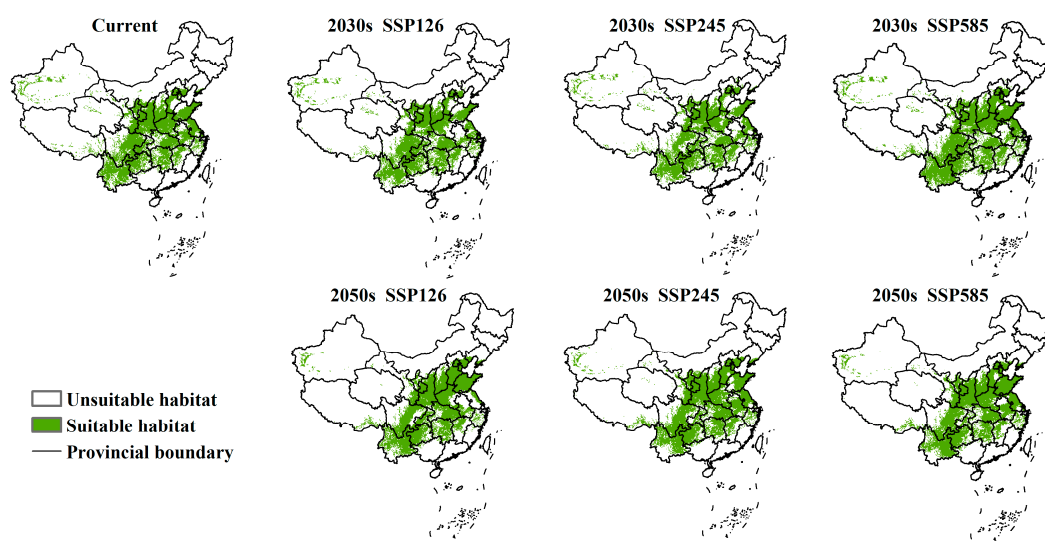 Current
2030s SSP126
2030s SSP245
2030s SSP585
2050s SSP126
2050s SSP245
2050s SSP585
Unsuitable habitat
Suitable habitat
Provincial boundary